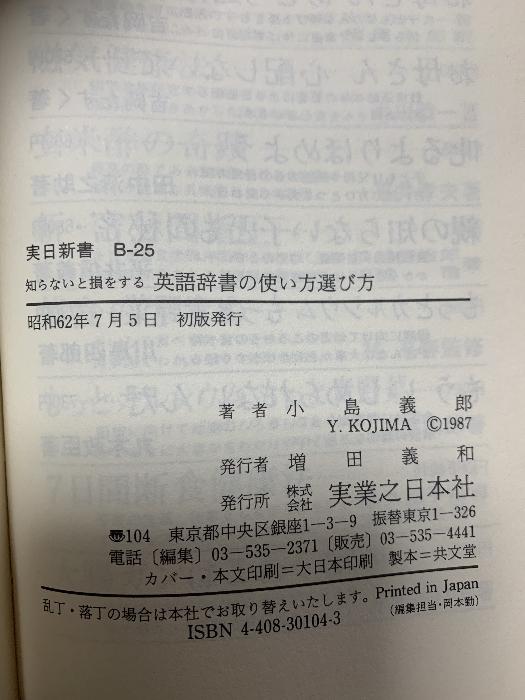 実日新書 B-25
知らないと損をする 英語辞書の使い方選び方
昭和62年7月5日 初版発行
著者 小島義郎
Y. KOJIMA ©1987
発行者 増田義和
発行所 株式会社 実業之日本社
〠104 東京都中央区銀座1―3―9 振替東京1―326
電話〔編集〕03―535―2371〔販売〕03―535―4441
カバー・本文印刷=大日本印刷 製本=共文堂
乱丁・落丁の場合は本社でお取り替えいたします。 Printed in Japan
ISBN 4-408-30104-3 (編集担当・岡本勤)